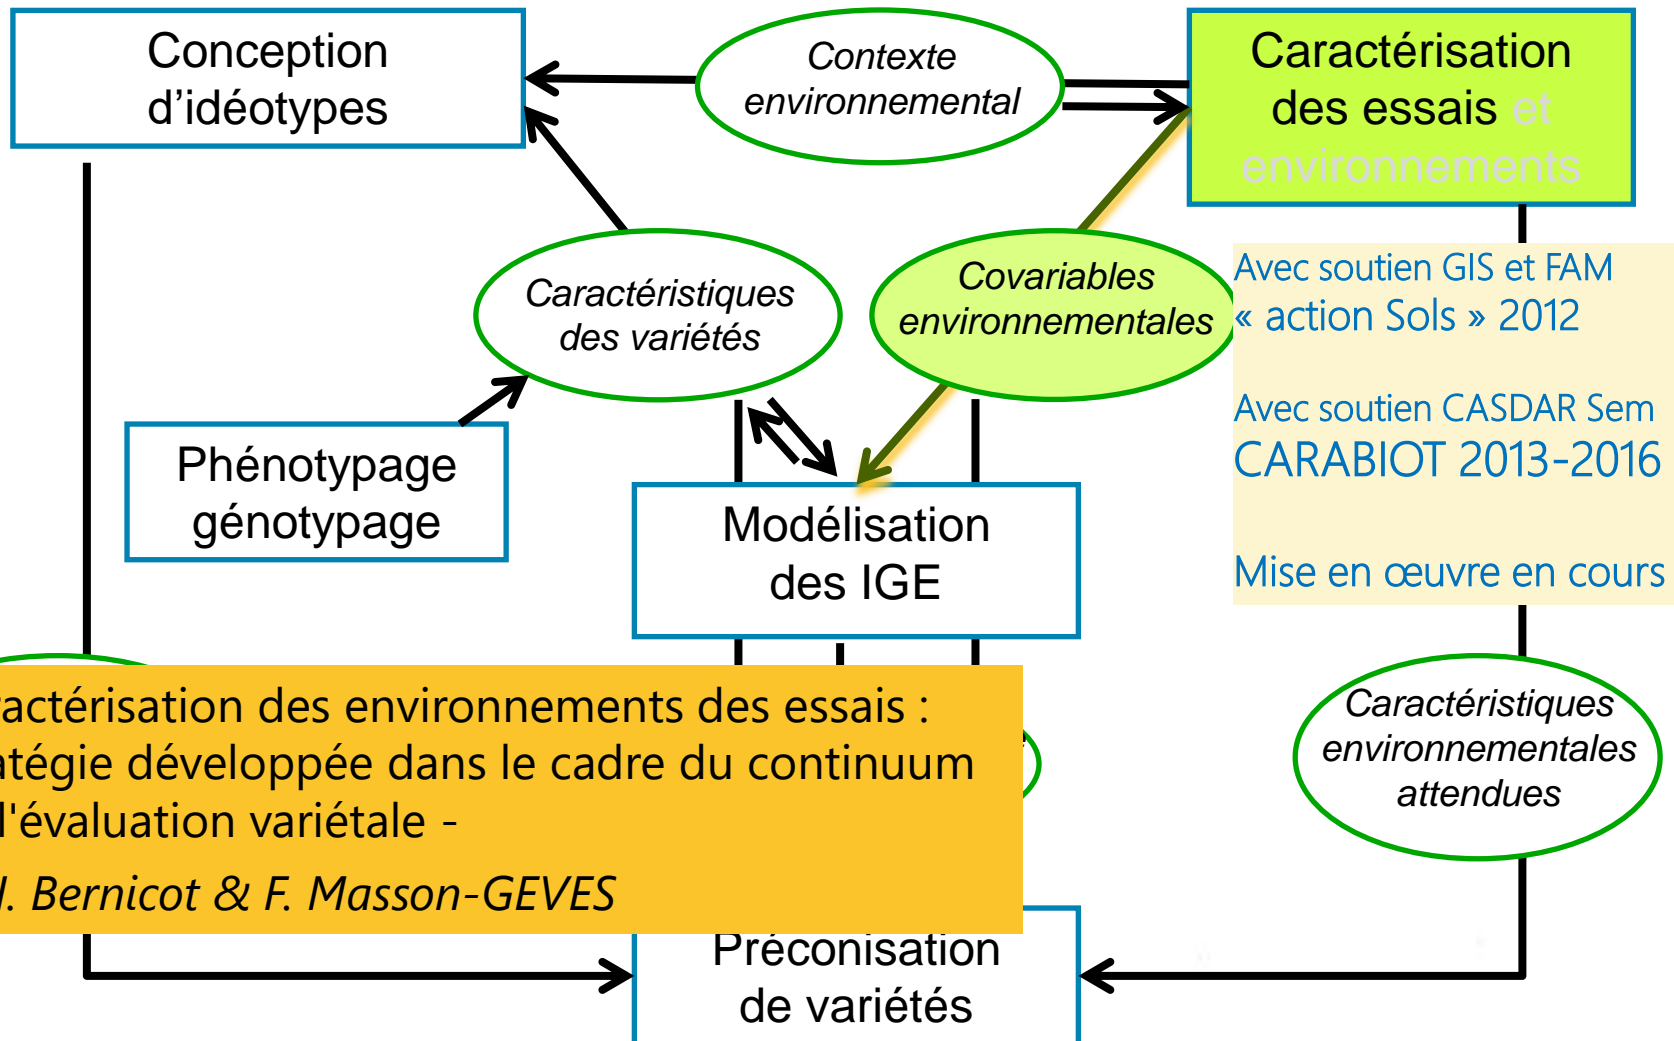 Conception
d’idéotypes
Contexte
environnemental
Caractérisation
des essais et
environnements
Caractéristiques
des variétés
Covariables
environnementales
Avec soutien GIS et FAM
« action Sols » 2012
Avec soutien CASDAR Sem
CARABIOT 2013-2016
Mise en œuvre en cours
Phénotypage
génotypage
Modélisation
des IGE
actérisation des environnements des essais :
atégie développée dans le cadre du continuum
l'évaluation variétale -
. Bernicot & F. Masson-GEVES
Caractéristiques
environnementales
attendues
Préconisation
de variétés